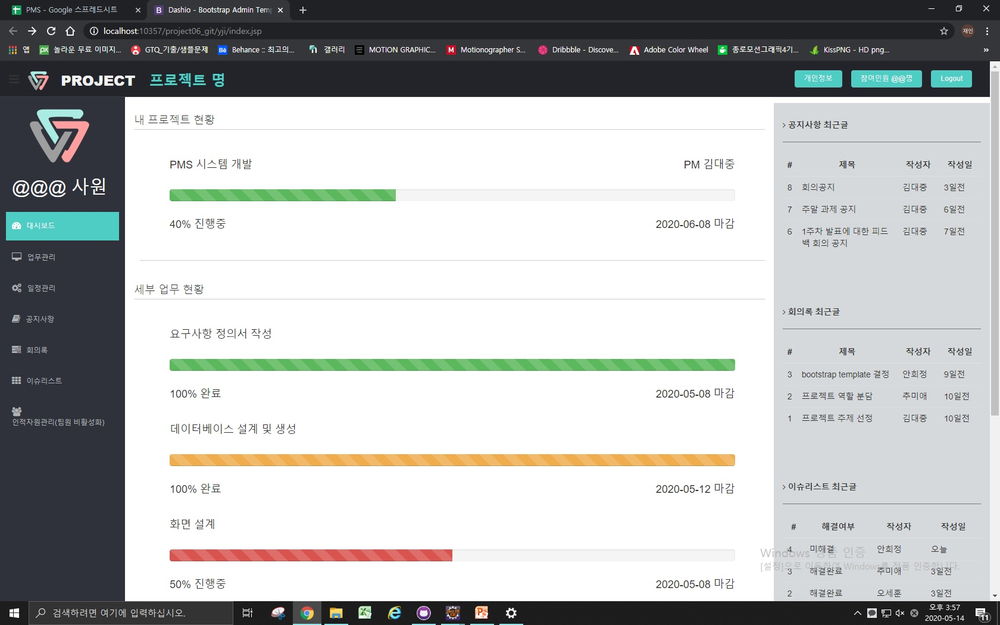 PMS - Google 스프레드시트
Dashio - Bootstrap Admin Temp
localhost:10357/project06_git/yji/index.jsp
재인
앱
놀라운 무료 이미지...
GTQ_기출/샘플문제
Behance :: 최고의...
갤러리
MOTION GRAPHIC...
Motionographer S...
Dribbble - Discove...
Adobe Color Wheel
종로모션그래픽4기...
KissPNG - HD png...
»
PROJECT 프로젝트 명
개인정보
참여인원 @@명
Logout
@@@ 사원
대시보드
업무관리
일정관리
공지사항
회의록
이슈리스트
인적자원관리(팀원 비활성화)
내 프로젝트 현황
PMS 시스템 개발 PM 김대중
40% 진행중 2020-06-08 마감
세부 업무 현황
요구사항 정의서 작성
100% 완료 2020-05-08 마감
데이터베이스 설계 및 생성
100% 완료 2020-05-12 마감
화면 설계
50% 진행중 2020-05-08 마감
> 공지사항 최근글
# 제목 작성자 작성일
8 회의공지 김대중 3일전
7 주말 과제 공지 김대중 6일전
6 1주차 발표에 대한 피드 김대중 7일전
백 회의 공지
> 회의록 최근글
# 제목 작성자 작성일
3 bootstrap template 결정 안희정 9일전
2 프로젝트 역할 분담 추미애 10일전
1 프로젝트 주제 선정 김대중 10일전
> 이슈리스트 최근글
# 해결여부 작성자 작성일
4 미해결 안희정 오늘
Windows 정품 인증
[설정]으로 이동하여 Windows를 정품 인증합니다.
3 해결완료 추미애 3일전
2 해결완료 오세훈 3일전
검색하려면 여기에 입력하십시오.
오후 3:57
2020-05-14
11